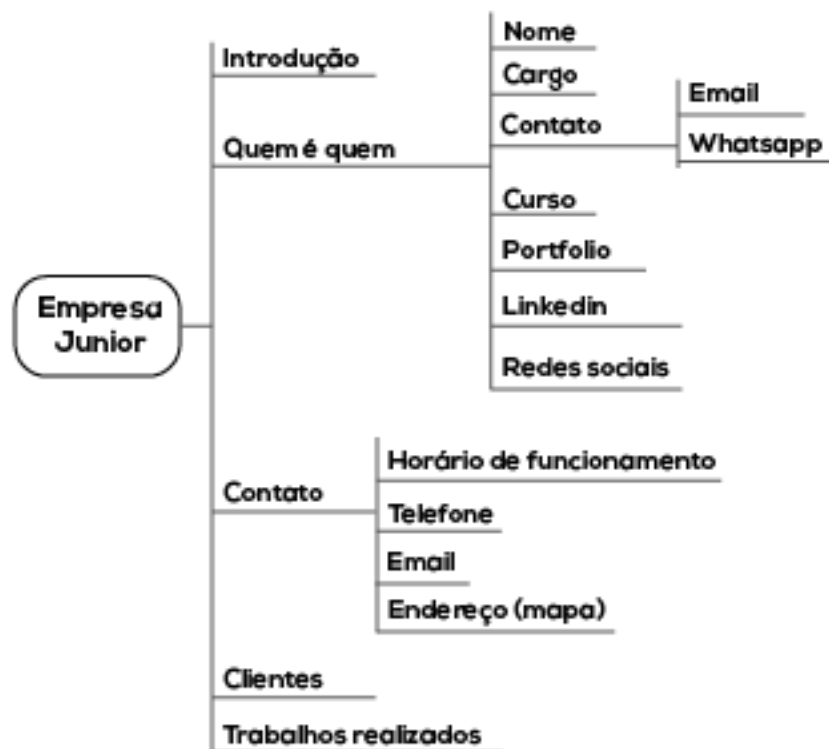 Empresa
Junior
Introdução
Quem é quem
Nome
Cargo
Contato
Email
Whatsapp
Curso
Portfolio
Linkedin
Redes sociais
Contato
Horário de funcionamento
Telefone
Email
Endereço (mapa)
Clientes
Trabalhos realizados